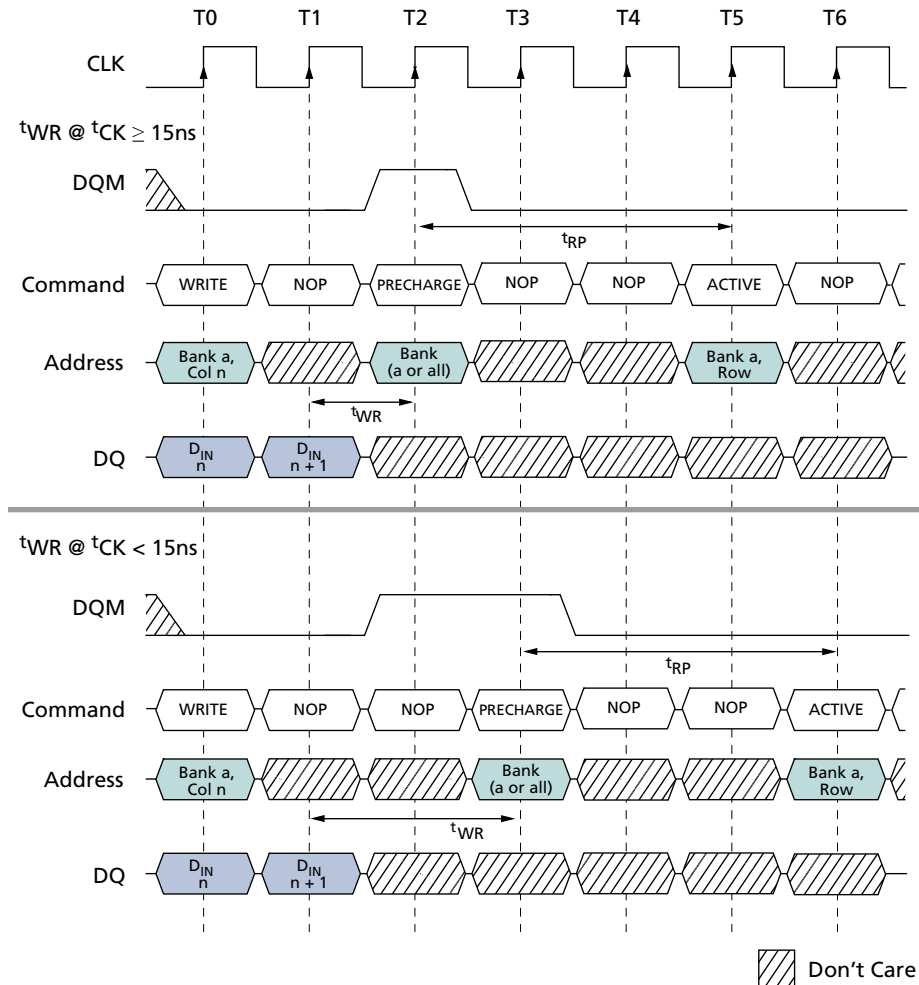 T0 T1 T2 T3 T4 T5 T6
CLK
tWR @ tCK ≥ 15ns
DQM
tRP
Command WRITE NOP PRECHARGE NOP NOP ACTIVE NOP
Address Bank a, Bank Bank a,
Col n (a or all) Row
tWR
DQ DIN DIN
n n + 1
tWR @ tCK < 15ns
DQM
tRP
Command WRITE NOP NOP PRECHARGE NOP NOP ACTIVE
Address Bank a, Bank Bank a,
Col n (a or all) Row
tWR
DQ DIN DIN
n n + 1
Don't Care